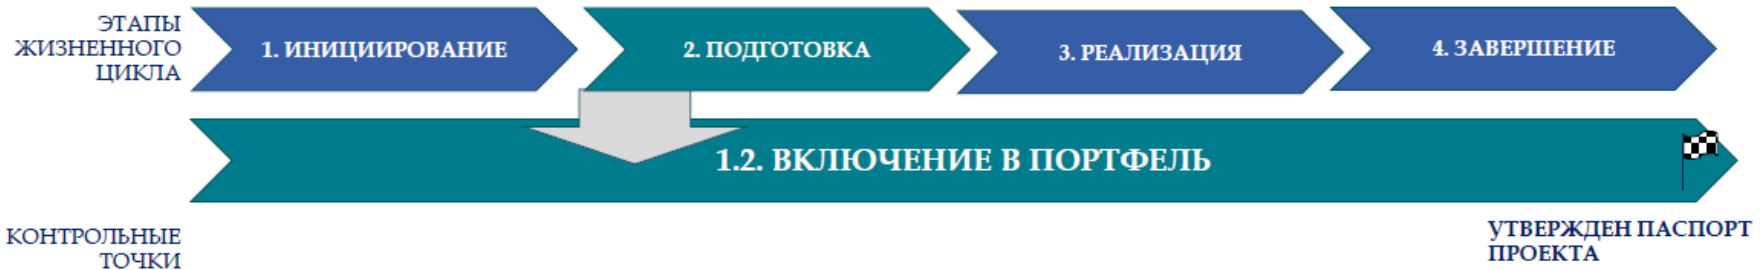 ЭТАПЫ
ЖИЗНЕННОГО
ЦИКЛА
1. ИНИЦИИРОВАНИЕ
2. ПОДГОТОВКА
3. РЕАЛИЗАЦИЯ
4. ЗАВЕРШЕНИЕ
1.2. ВКЛЮЧЕНИЕ В ПОРТФЕЛЬ
КОНТРОЛЬНЫЕ
ТОЧКИ
УТВЕРЖДЕН ПАСПОРТ
ПРОЕКТА